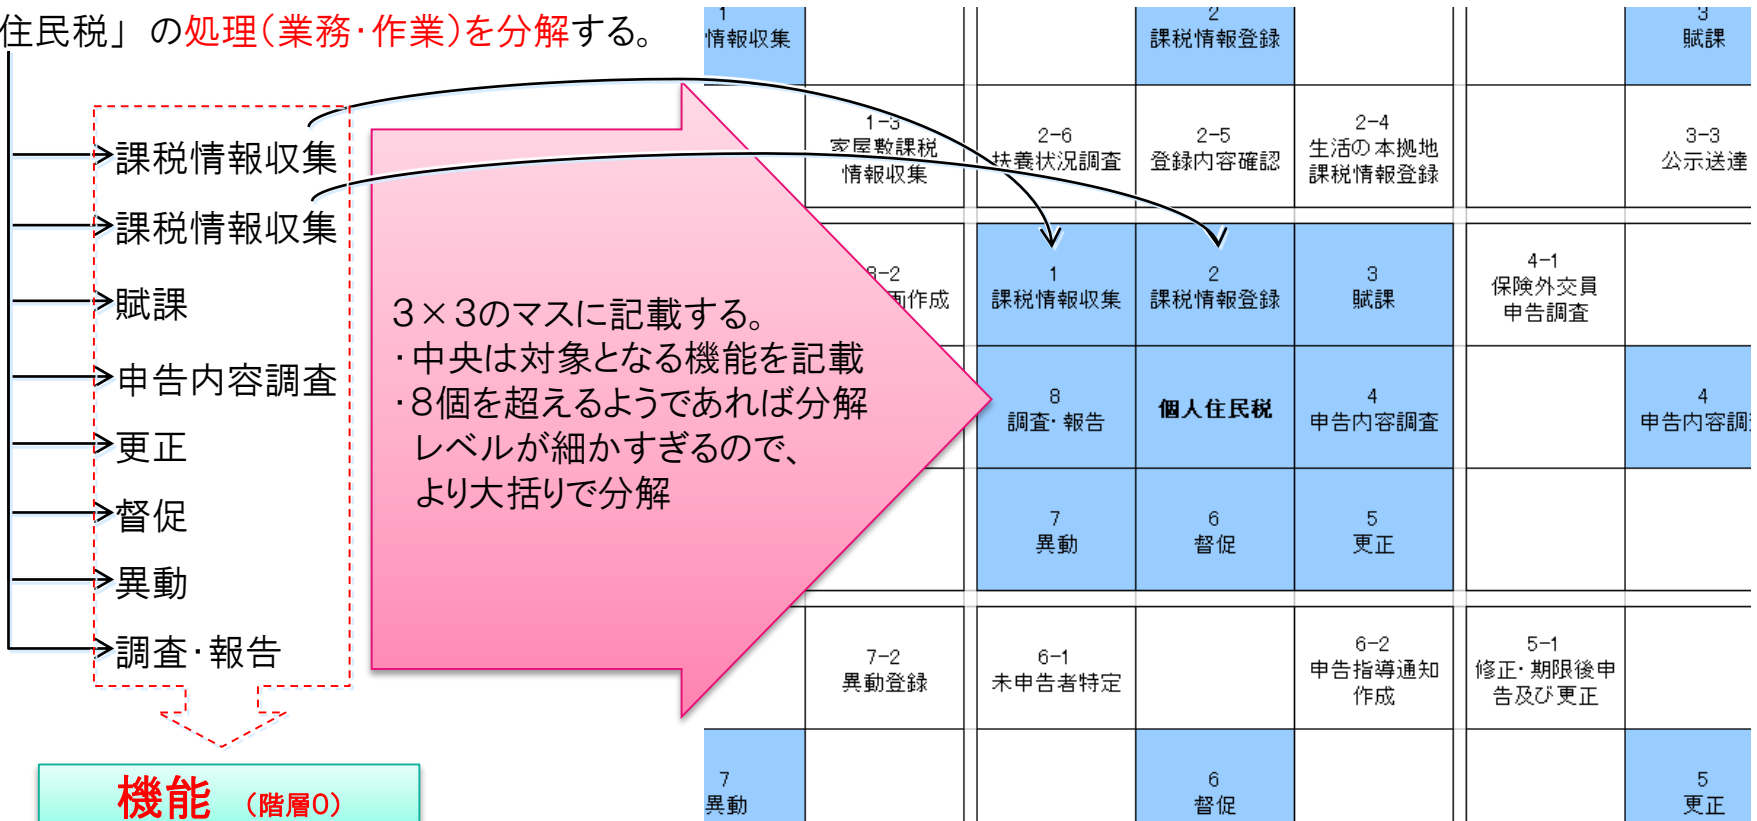 住民税」の処理(業務・作業)を分解する。
課税情報収集
課税情報収集
賦課
申告内容調査
更正
督促
異動
調査・報告
機能 (階層0)
3×3のマスに記載する。
・中央は対象となる機能を記載
・8個を超えるようであれば分解
レベルが細かすぎるので、
より大括りで分解
1
情報収集
2
課税情報登録
3
賦課
1-3
家屋敷課税
情報収集
2-6
扶養状況調査
2-5
登録内容確認
2-4
生活の本拠地
課税情報登録
3-3
公示送達
8-2
画作成
1
課税情報収集
2
課税情報登録
3
賦課
4-1
保険外交員
申告調査
8
調査・報告
個人住民税
4
申告内容調査
4
申告内容調
7
異動
6
督促
5
更正
7-2
異動登録
6-1
未申告者特定
6-2
申告指導通知
作成
5-1
修正・期限後申
告及び更正
7
異動
6
督促
5
更正